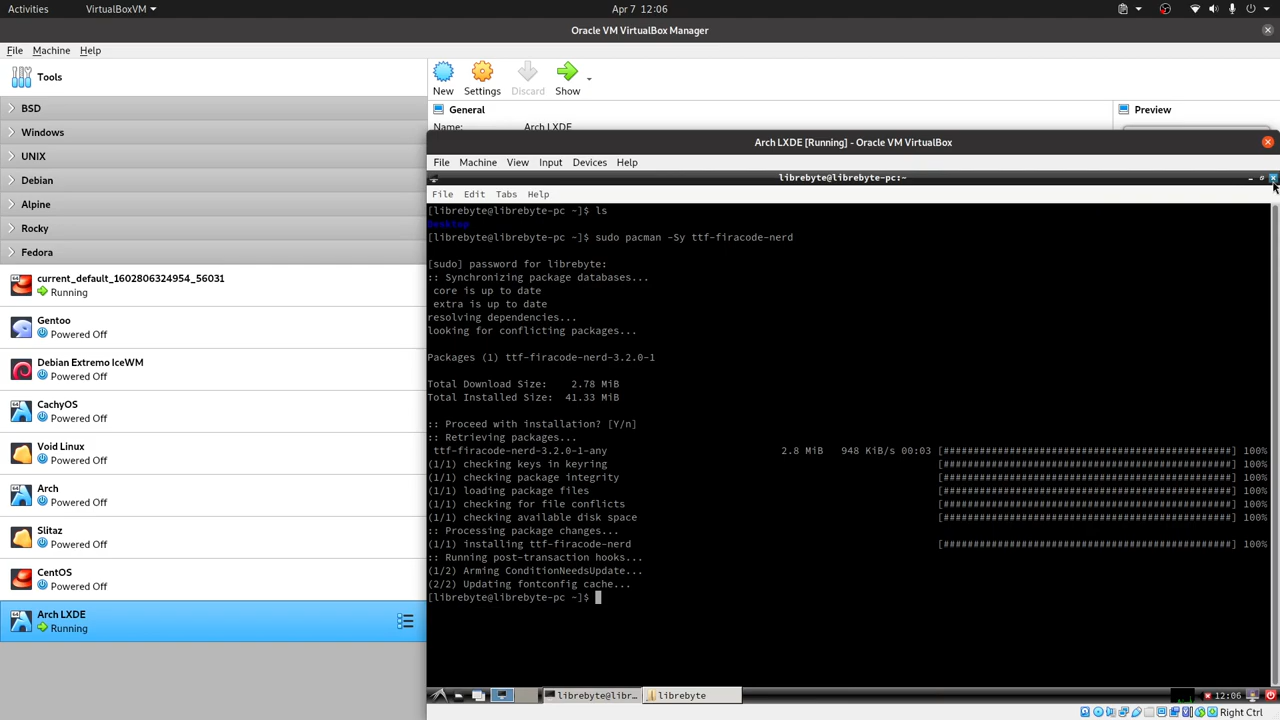 Activities
VirtualBoxVM
Apr 7 12:06
Oracle VM VirtualBox Manager
File Machine Help
Tools
New Settings Discard Show
BSD
Windows
UNIX
Debian
Alpine
Rocky
Fedora
current_default_1602806324954_56031
Running
Gentoo
Powered Off
Debian Extremo IceWM
Powered Off
CachyOS
Powered Off
Void Linux
Powered Off
Arch
Powered Off
Slitaz
Powered Off
CentOS
Powered Off
Arch LXDE
Running
General
Preview
Name: Arch LXDE
Arch LXDE [Running] - Oracle VM VirtualBox
File Machine View Input Devices Help
librebyte@librebyte-pc:~
File Edit Tabs Help
[librebyte@librebyte-pc ~]$ ls
Desktop
[librebyte@librebyte-pc ~]$ sudo pacman -Sy ttf-firacode-nerd
[sudo] password for librebyte:
:: Synchronizing package databases...
core is up to date
extra is up to date
resolving dependencies...
looking for conflicting packages...
Packages (1) ttf-firacode-nerd-3.2.0-1
Total Download Size: 2.78 MiB
Total Installed Size: 41.33 MiB
:: Proceed with installation? [Y/n]
:: Retrieving packages...
ttf-firacode-nerd-3.2.0-1-any 2.8 MiB 948 KiB/s 00:03 [########################################] 100%
(1/1) checking keys in keyring [########################################] 100%
(1/1) checking package integrity [########################################] 100%
(1/1) loading package files [########################################] 100%
(1/1) checking for file conflicts [########################################] 100%
(1/1) checking available disk space [########################################] 100%
:: Processing package changes...
(1/1) installing ttf-firacode-nerd [########################################] 100%
:: Running post-transaction hooks...
(1/2) Arming ConditionNeedsUpdate...
(2/2) Updating fontconfig cache...
[librebyte@librebyte-pc ~]$
librebyte@libr...
librebyte
12:06
Right Ctrl